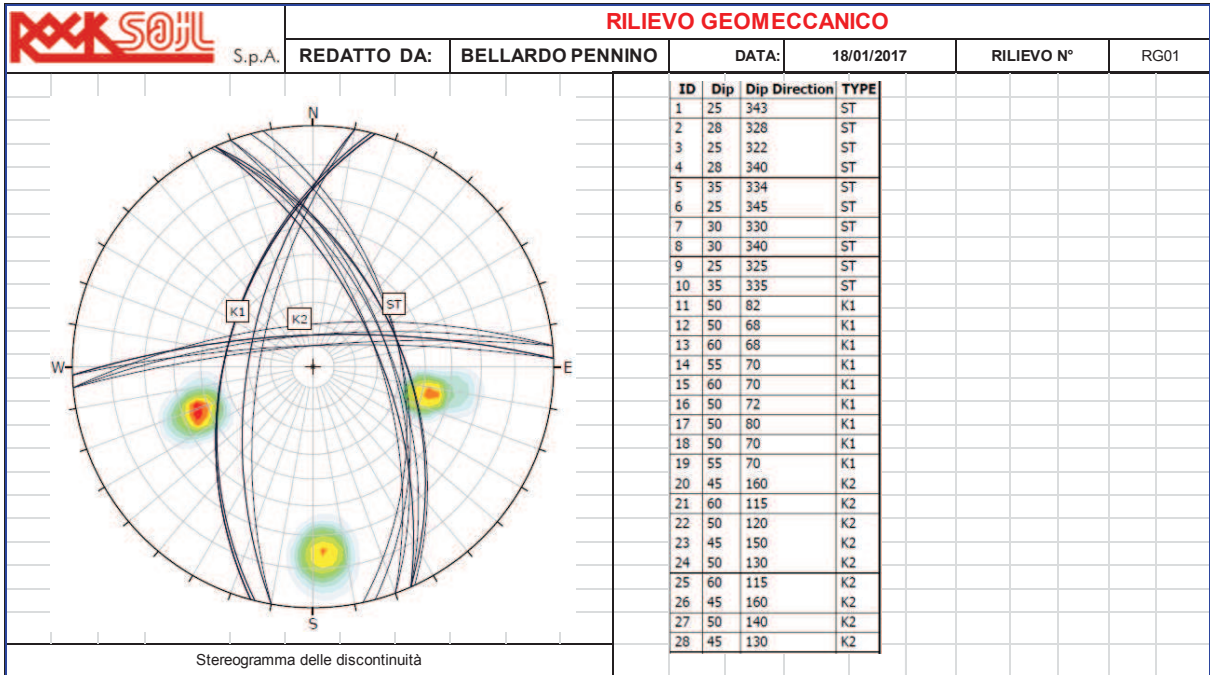 ROCK SOIL S.p.A.
RILIEVO GEOMECCANICO
REDATTO DA: BELLARDO PENNINO DATA: 18/01/2017 RILIEVO N° RG01
N
K1
K2
ST
W
E
S
Stereogramma delle discontinuità
ID Dip Dip Direction TYPE
1 25 343 ST
2 28 328 ST
3 25 322 ST
4 28 340 ST
5 35 334 ST
6 25 345 ST
7 30 330 ST
8 30 340 ST
9 25 325 ST
10 35 335 ST
11 50 82 K1
12 50 68 K1
13 60 68 K1
14 55 70 K1
15 60 70 K1
16 50 72 K1
17 50 80 K1
18 50 70 K1
19 55 70 K1
20 45 160 K2
21 60 115 K2
22 50 120 K2
23 45 150 K2
24 50 130 K2
25 60 115 K2
26 45 160 K2
27 50 140 K2
28 45 130 K2